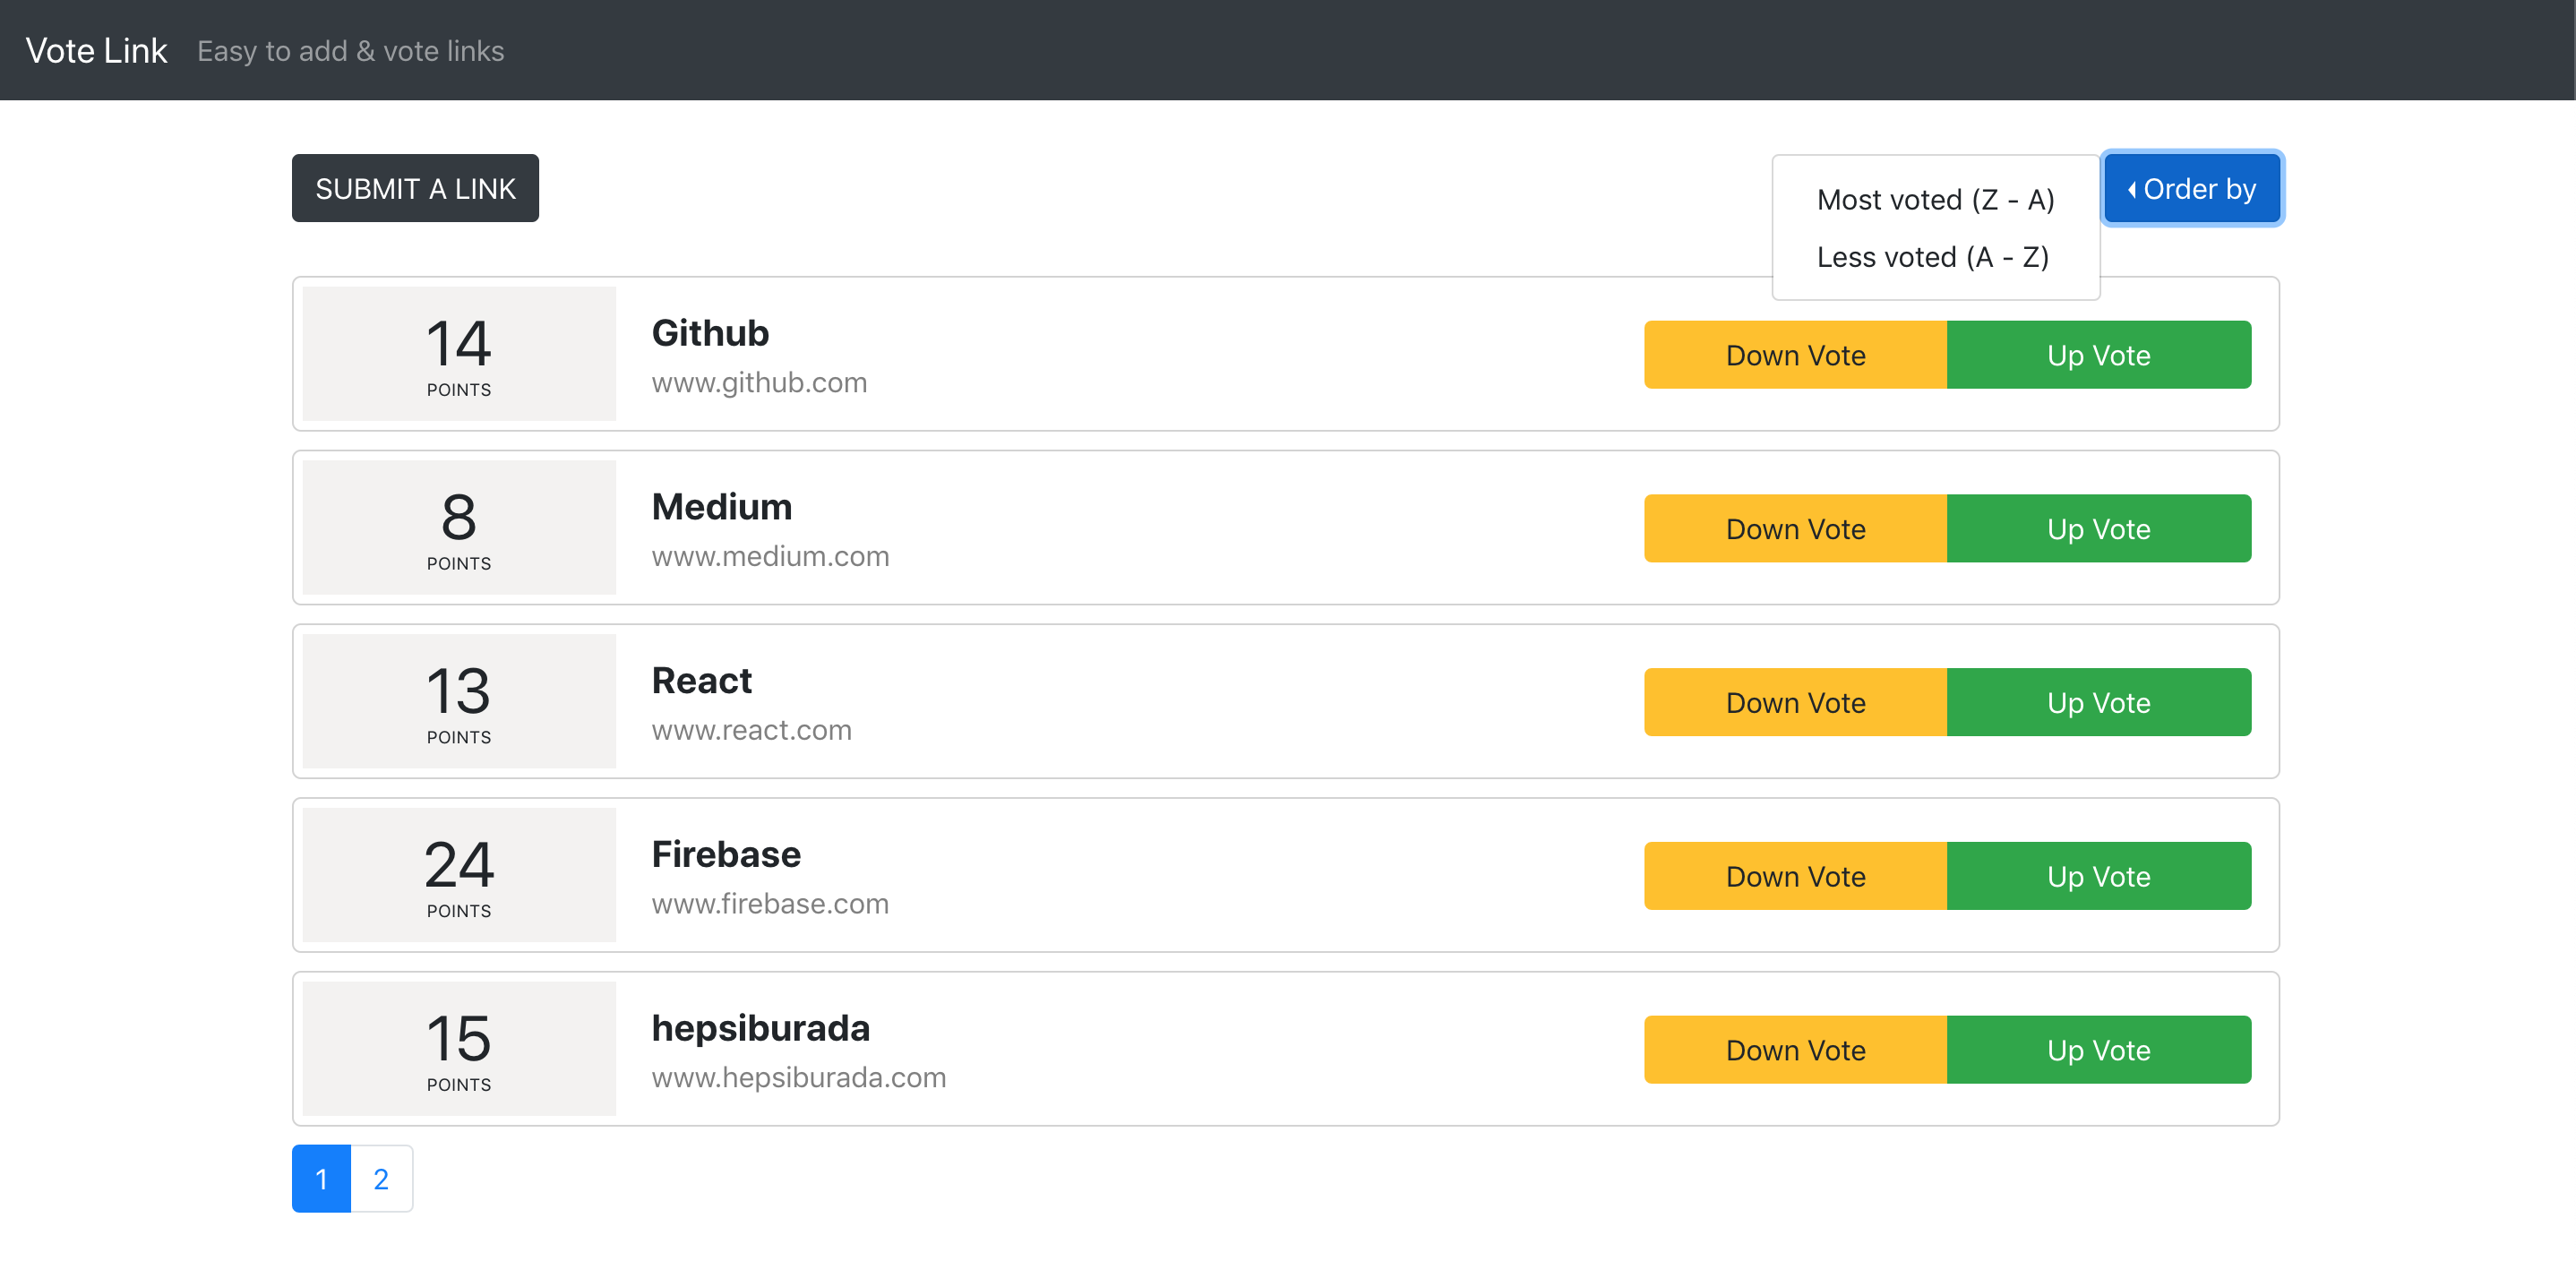 Vote Link Easy to add & vote links
SUBMIT A LINK
Most voted (Z - A)
Less voted (A - Z)
Order by
14
POINTS
Github
www.github.com
Down Vote Up Vote
8
POINTS
Medium
www.medium.com
Down Vote Up Vote
13
POINTS
React
www.react.com
Down Vote Up Vote
24
POINTS
Firebase
www.firebase.com
Down Vote Up Vote
15
POINTS
hepsiburada
www.hepsiburada.com
Down Vote Up Vote
1 2